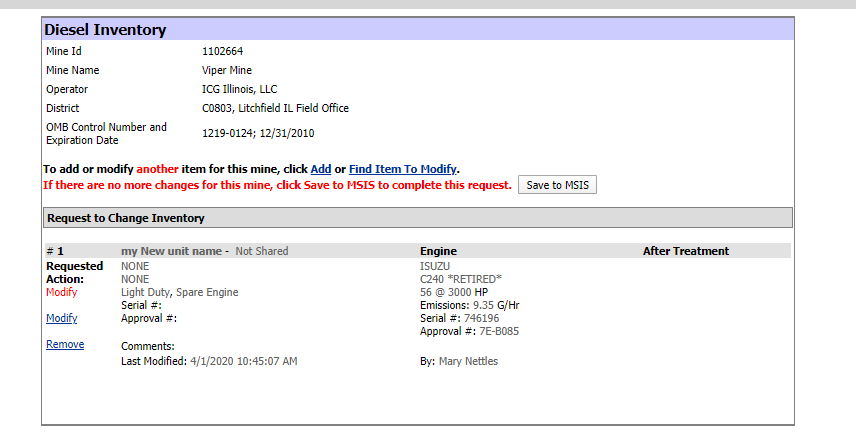 Diesel Inventory
Mine Id 1102664
Mine Name Viper Mine
Operator ICG Illinois, LLC
District C0803, Litchfield IL Field Office
OMB Control Number and
Expiration Date 1219-0124; 12/31/2010
To add or modify another item for this mine, click Add or Find Item To Modify.
If there are no more changes for this mine, click Save to MSIS to complete this request. Save to MSIS
Request to Change Inventory
# 1 my New unit name - Not Shared Engine After Treatment
Requested NONE ISUZU
Action: NONE C240 *RETIRED*
Modify Light Duty, Spare Engine 56 @ 3000 HP
Serial #: Emissions: 9.35 G/Hr
Modify Approval #: Serial #: 746196
Approval #: 7E-B085
Remove Comments:
Last Modified: 4/1/2020 10:45:07 AM By: Mary Nettles